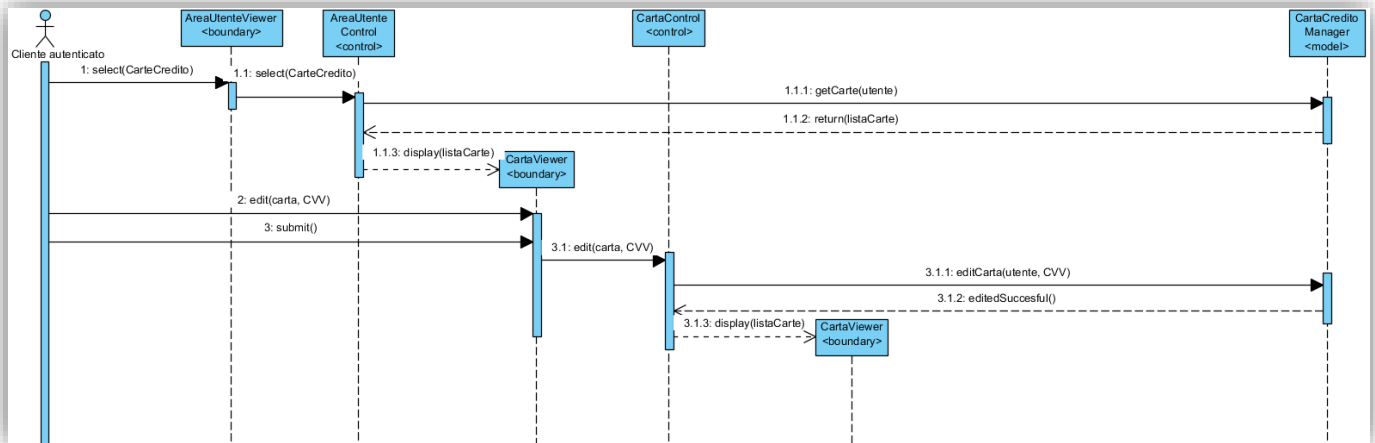 AreaUtenteViewer
<boundary>
AreaUtente
Control
<control>
CartaControl
<control>
CartaCredito
Manager
<model>
Cliente autenticato
1: select(CarteCredito)
1.1: select(CarteCredito)
1.1.1: getCarte(utente)
1.1.2: return(listaCarte)
1.1.3: display(listaCarte)
CartaViewer
<boundary>
2: edit(carta, CVV)
3: submit()
3.1: edit(carta, CVV)
3.1.1: editCarta(utente, CVV)
3.1.2: editedSuccesful()
3.1.3: display(listaCarte)
CartaViewer
<boundary>